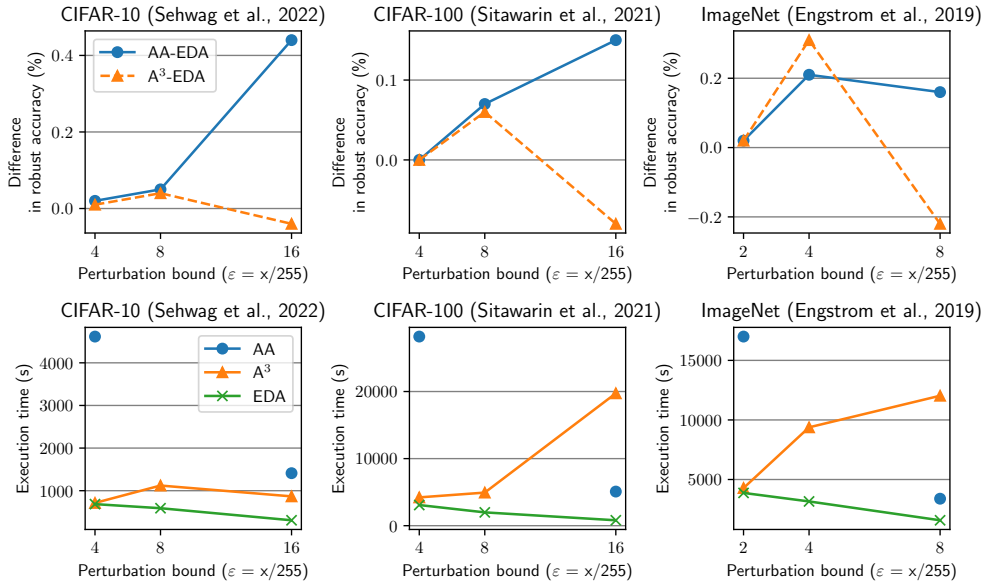 CIFAR-10 (Sehwag et al., 2022)
Difference
in robust accuracy (%)
0.4
0.2
0.0
AA-EDA
A³-EDA
4 8 16
Perturbation bound (ε = x/255)
CIFAR-100 (Sitawarin et al., 2021)
Difference
in robust accuracy (%)
0.1
0.0
4 8 16
Perturbation bound (ε = x/255)
ImageNet (Engstrom et al., 2019)
Difference
in robust accuracy (%)
0.2
0.0
−0.2
2 4 8
Perturbation bound (ε = x/255)
CIFAR-10 (Sehwag et al., 2022)
Execution time (s)
4000
3000
2000
1000
AA
A³
EDA
4 8 16
Perturbation bound (ε = x/255)
CIFAR-100 (Sitawarin et al., 2021)
Execution time (s)
20000
10000
0
4 8 16
Perturbation bound (ε = x/255)
ImageNet (Engstrom et al., 2019)
Execution time (s)
15000
10000
5000
2 4 8
Perturbation bound (ε = x/255)